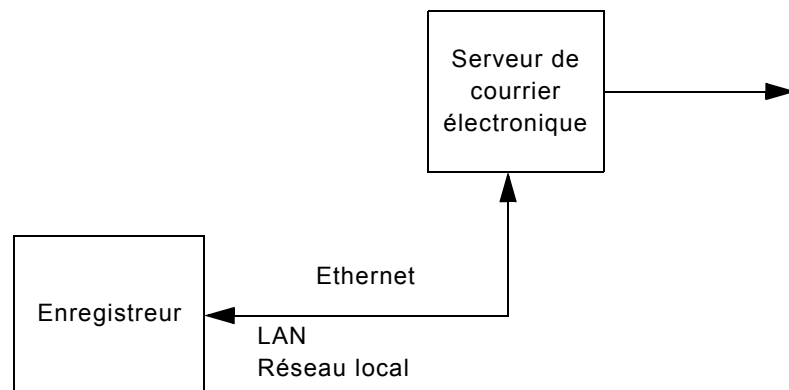 Serveur de
courrier
électronique
Ethernet
Enregistreur
LAN
Réseau local